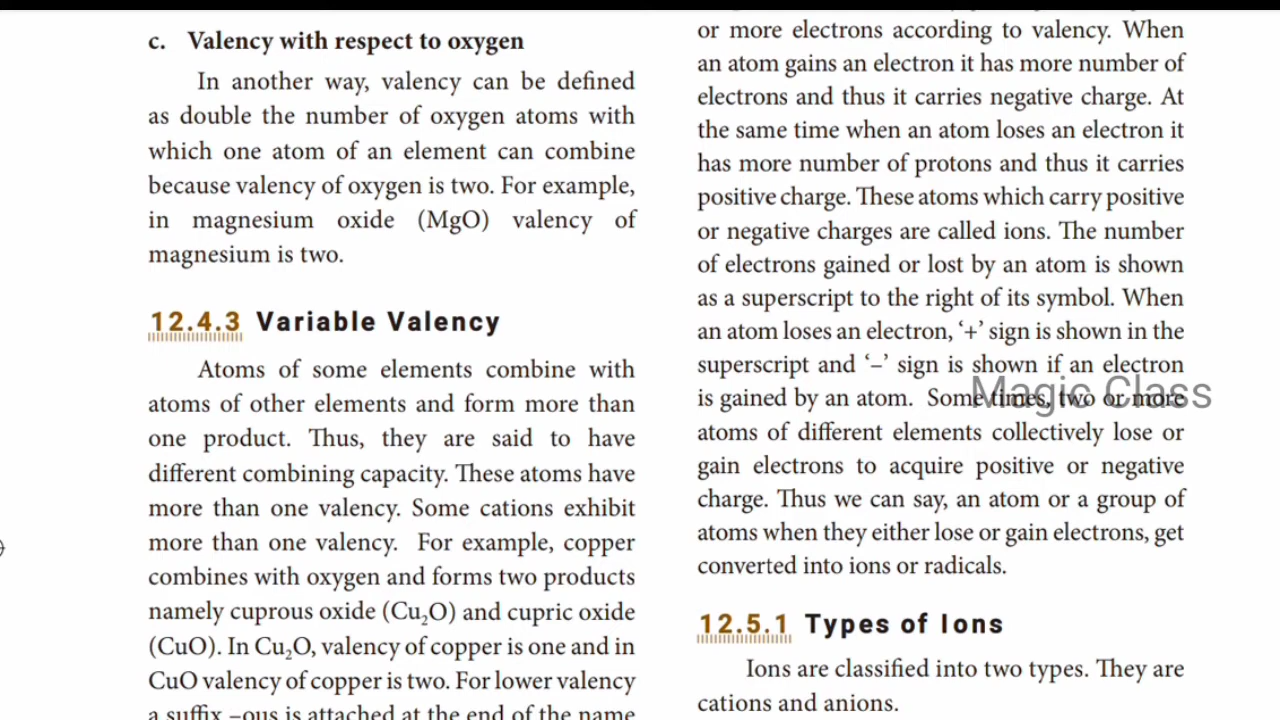 c. Valency with respect to oxygen
In another way, valency can be defined
as double the number of oxygen atoms with
which one atom of an element can combine
because valency of oxygen is two. For example,
in magnesium oxide (MgO) valency of
magnesium is two.
12.4.3 Variable Valency
Atoms of some elements combine with
atoms of other elements and form more than
one product. Thus, they are said to have
different combining capacity. These atoms have
more than one valency. Some cations exhibit
more than one valency. For example, copper
combines with oxygen and forms two products
namely cuprous oxide (Cu₂O) and cupric oxide
(CuO). In Cu₂O, valency of copper is one and in
CuO valency of copper is two. For lower valency
a suffix –ous is attached at the end of the name
or more electrons according to valency. When
an atom gains an electron it has more number of
electrons and thus it carries negative charge. At
the same time when an atom loses an electron it
has more number of protons and thus it carries
positive charge. These atoms which carry positive
or negative charges are called ions. The number
of electrons gained or lost by an atom is shown
as a superscript to the right of its symbol. When
an atom loses an electron, ‘+’ sign is shown in the
superscript and ‘–’ sign is shown if an electron
is gained by an atom. Some times, two or more
atoms of different elements collectively lose or
gain electrons to acquire positive or negative
charge. Thus we can say, an atom or a group of
atoms when they either lose or gain electrons, get
converted into ions or radicals.
12.5.1 Types of Ions
Ions are classified into two types. They are
cations and anions.
Magic Class